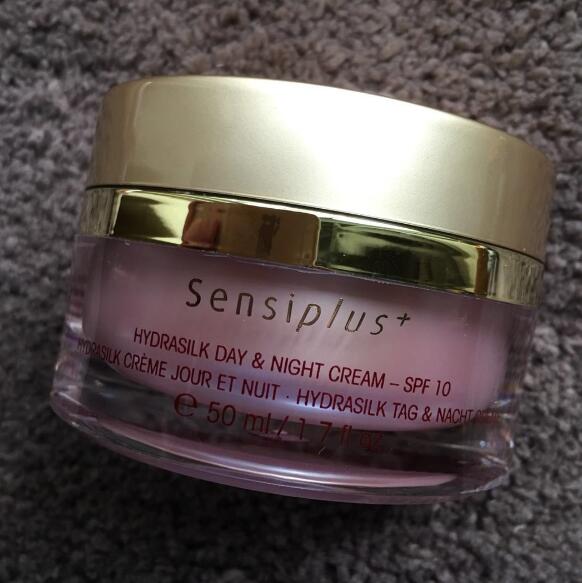 Sensiplus+
HYDRASILK DAY & NIGHT CREAM – SPF 10
HYDRASILK CRÈME JOUR ET NUIT · HYDRASILK TAG & NACHT
℮ 50 ml / 1.7 fl oz